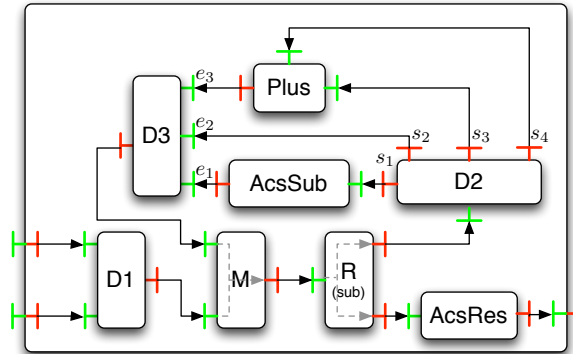 e₃
Plus
D3
e₂
s₂
s₃
s₄
e₁
AcsSub
s₁
D2
D1
M
R
(sub)
AcsRes